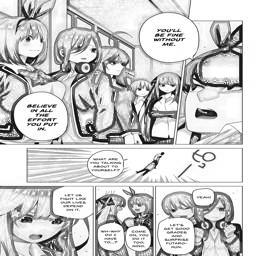 YOU'LL
BE FINE
WITHOUT
ME.
BELIEVE
IN ALL
THE
EFFORT
YOU PUT
IN.
WHAT ARE
YOU TALKING
ABOUT TO
YOURSELF?
YEAH!
LET'S
GET GOOD
GRADES
AND
SURPRISE
FUTARO-
KUN.
COME
ON, YOU
DO IT
TOO,
NINO.
WH-WHY
DO I
HAVE
TO...?
LET US
FIGHT LIKE
OUR LIVES
DEPEND
ON IT.